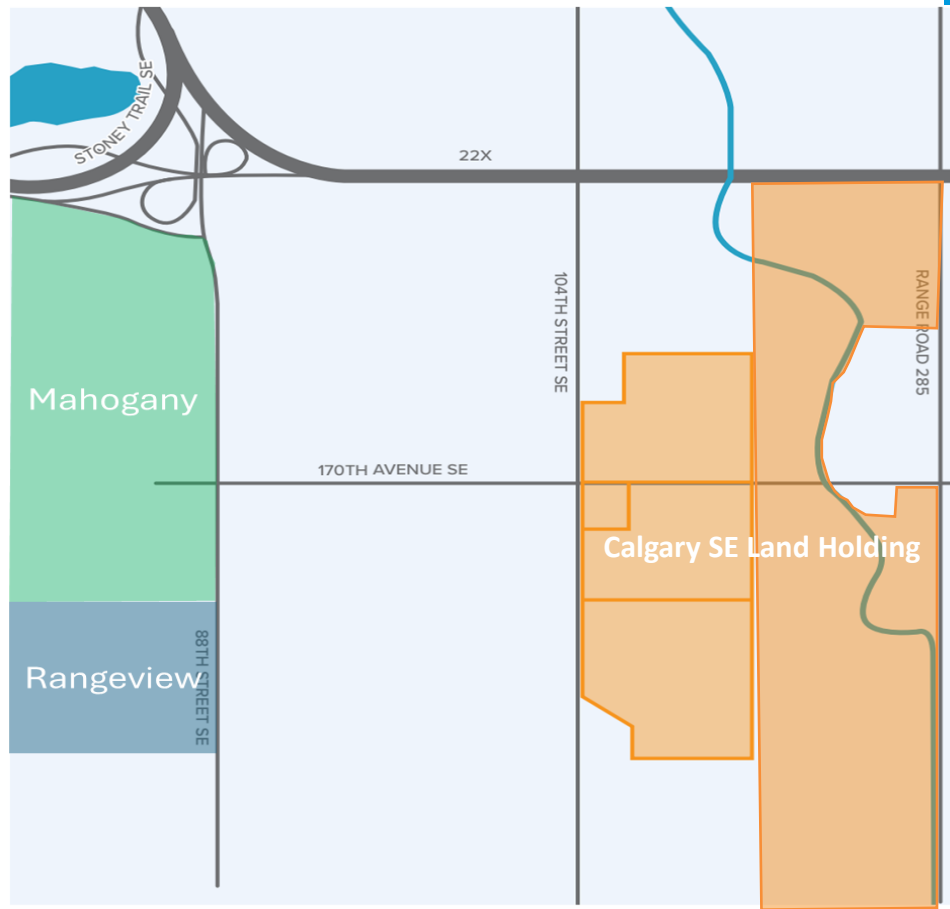 STONEY TRAIL SE
22X
104TH STREET SE
RANGE ROAD 285
Mahogany
170TH AVENUE SE
Calgary SE Land Holding
88TH STREET SE
Rangeview